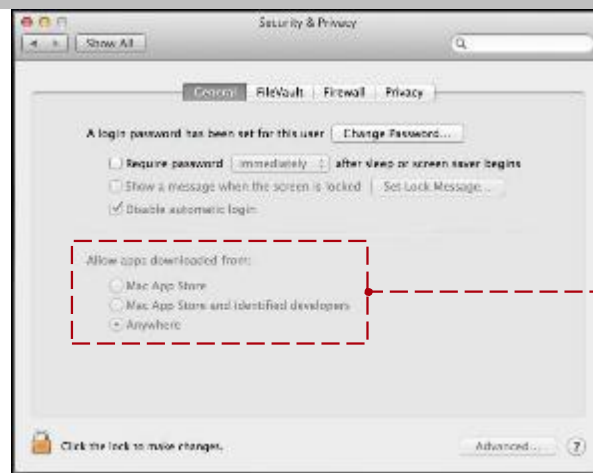 Security & Privacy
Show All
General FileVault Firewall Privacy
A login password has been set for this user Change Password...
Require password immediately after sleep or screen saver begins
Show a message when the screen is locked Set Lock Message...
Disable automatic login
Allow apps downloaded from:
Mac App Store
Mac App Store and identified developers
Anywhere
Click the lock to make changes.
Advanced... ?